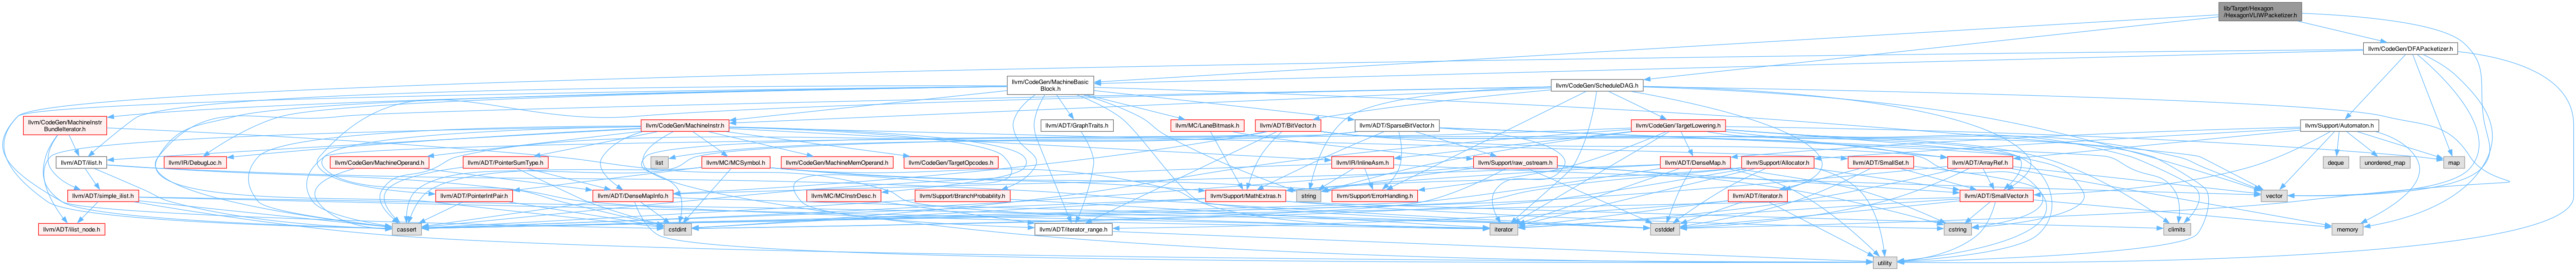 lib/Target/Hexagon
/HexagonVLIWPacketizer.h
llvm/CodeGen/DFAPacketizer.h
llvm/CodeGen/MachineBasic
Block.h
llvm/CodeGen/ScheduleDAG.h
llvm/CodeGen/MachineInstr
BundleIterator.h
llvm/CodeGen/MachineInstr.h
llvm/ADT/GraphTraits.h
llvm/MC/LaneBitmask.h
llvm/ADT/BitVector.h
llvm/ADT/SparseBitVector.h
llvm/CodeGen/TargetLowering.h
llvm/Support/Automaton.h
llvm/ADT/ilist.h
llvm/IR/DebugLoc.h
llvm/CodeGen/MachineOperand.h
llvm/ADT/PointerSumType.h
list
llvm/MC/MCSymbol.h
llvm/CodeGen/MachineMemOperand.h
llvm/CodeGen/TargetOpcodes.h
llvm/IR/InlineAsm.h
llvm/Support/raw_ostream.h
llvm/ADT/DenseMap.h
llvm/Support/Allocator.h
llvm/ADT/SmallSet.h
llvm/ADT/ArrayRef.h
deque
unordered_map
map
llvm/ADT/simple_ilist.h
llvm/ADT/PointerIntPair.h
llvm/ADT/DenseMapInfo.h
llvm/MC/MCInstrDesc.h
llvm/Support/BranchProbability.h
llvm/Support/MathExtras.h
string
llvm/Support/ErrorHandling.h
llvm/ADT/iterator.h
llvm/ADT/SmallVector.h
vector
llvm/ADT/ilist_node.h
cassert
cstdint
llvm/ADT/iterator_range.h
iterator
cstddef
cstring
climits
memory
utility